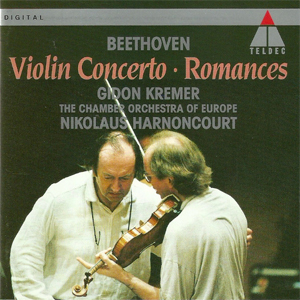 DIGITAL
TELDEC
BEETHOVEN
Violin Concerto · Romances
GIDON KREMER
THE CHAMBER ORCHESTRA OF EUROPE
NIKOLAUS HARNONCOURT